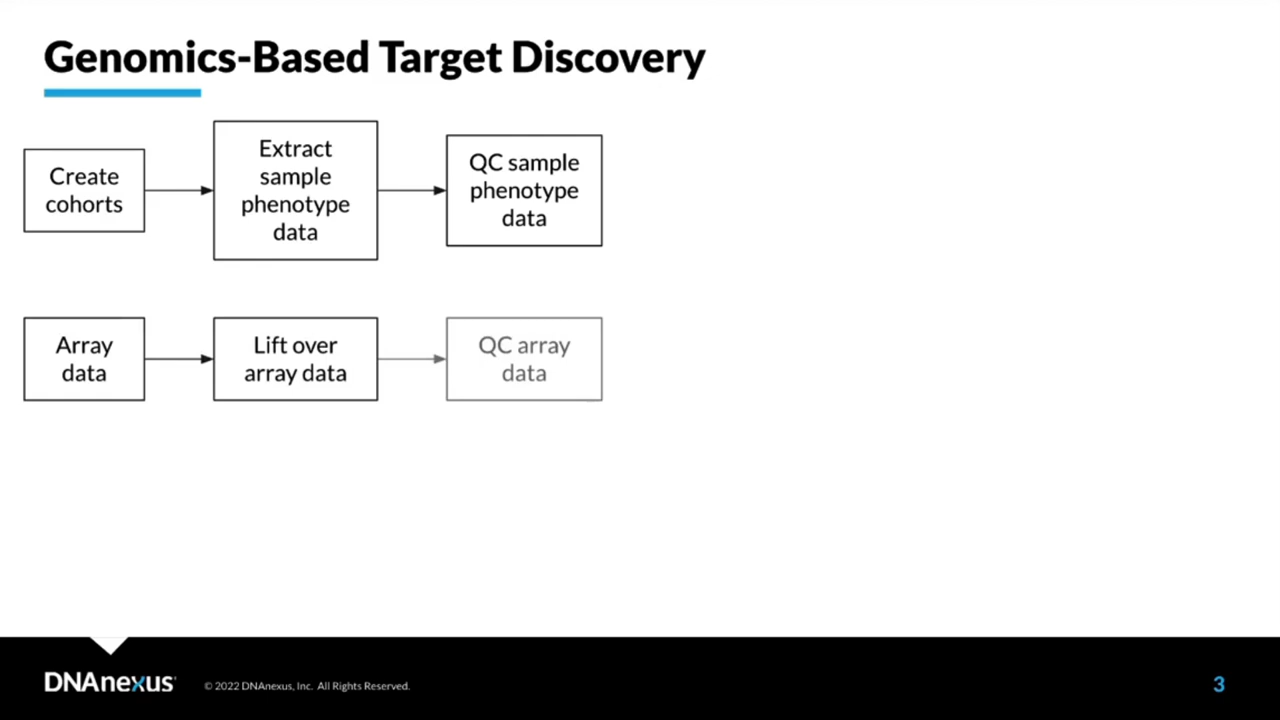 Genomics-Based Target Discovery
Create
cohorts
Extract
sample
phenotype
data
QC sample
phenotype
data
Array
data
Lift over
array data
QC array
data
DNAnexus
© 2022 DNAnexus, Inc. All Rights Reserved.
3